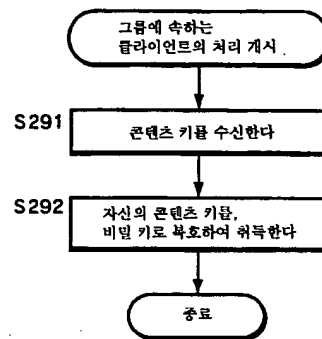 그룹에 속하는
클라이언트의 처리 개시
S291
콘텐츠 키를 수신한다
S292
자신의 콘텐츠 키를,
비밀 키로 복호하여 취득한다
종료